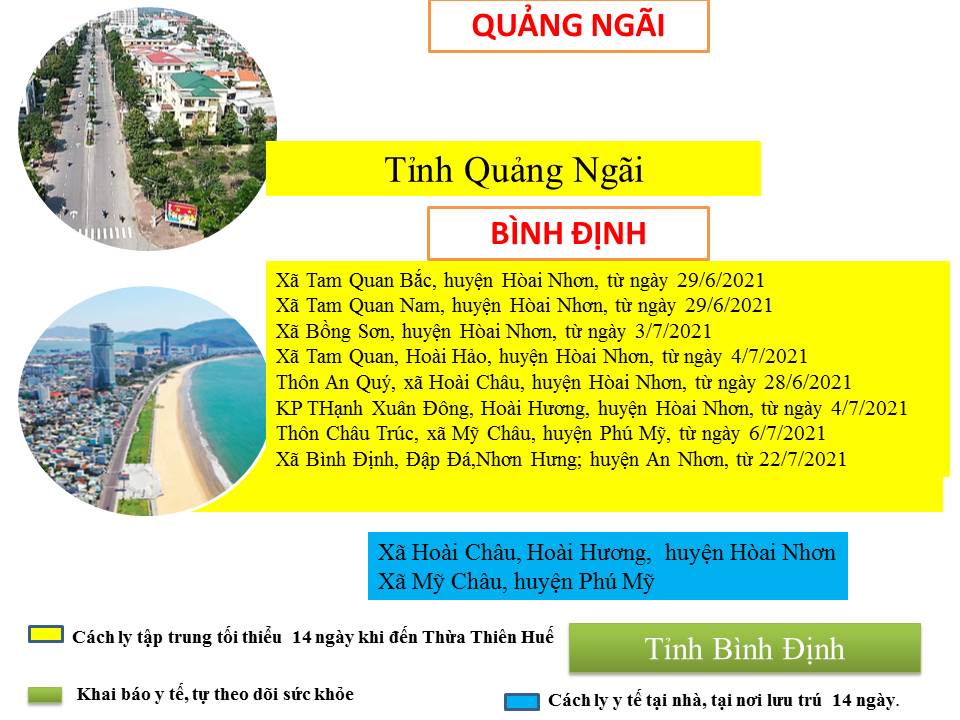 QUẢNG NGÃI
Tỉnh Quảng Ngãi
BÌNH ĐỊNH
Xã Tam Quan Bắc, huyện Hòai Nhơn, từ ngày 29/6/2021
Xã Tam Quan Nam, huyện Hòai Nhơn, từ ngày 29/6/2021
Xã Bồng Sơn, huyện Hòai Nhơn, từ ngày 3/7/2021
Xã Tam Quan, Hoài Hảo, huyện Hòai Nhơn, từ ngày 4/7/2021
Thôn An Quý, xã Hoài Châu, huyện Hòai Nhơn, từ ngày 28/6/2021
KP THạnh Xuân Đông, Hoài Hương, huyện Hòai Nhơn, từ ngày 4/7/2021
Thôn Châu Trúc, xã Mỹ Châu, huyện Phú Mỹ, từ ngày 6/7/2021
Xã Bình Định, Đập Đá,Nhơn Hưng; huyện An Nhơn, từ 22/7/2021
Xã Hoài Châu, Hoài Hương, huyện Hòai Nhơn
Xã Mỹ Châu, huyện Phú Mỹ
Cách ly tập trung tối thiểu 14 ngày khi đến Thừa Thiên Huế
Tỉnh Bình Định
Khai báo y tế, tự theo dõi sức khỏe
Cách ly y tế tại nhà, tại nơi lưu trú 14 ngày.